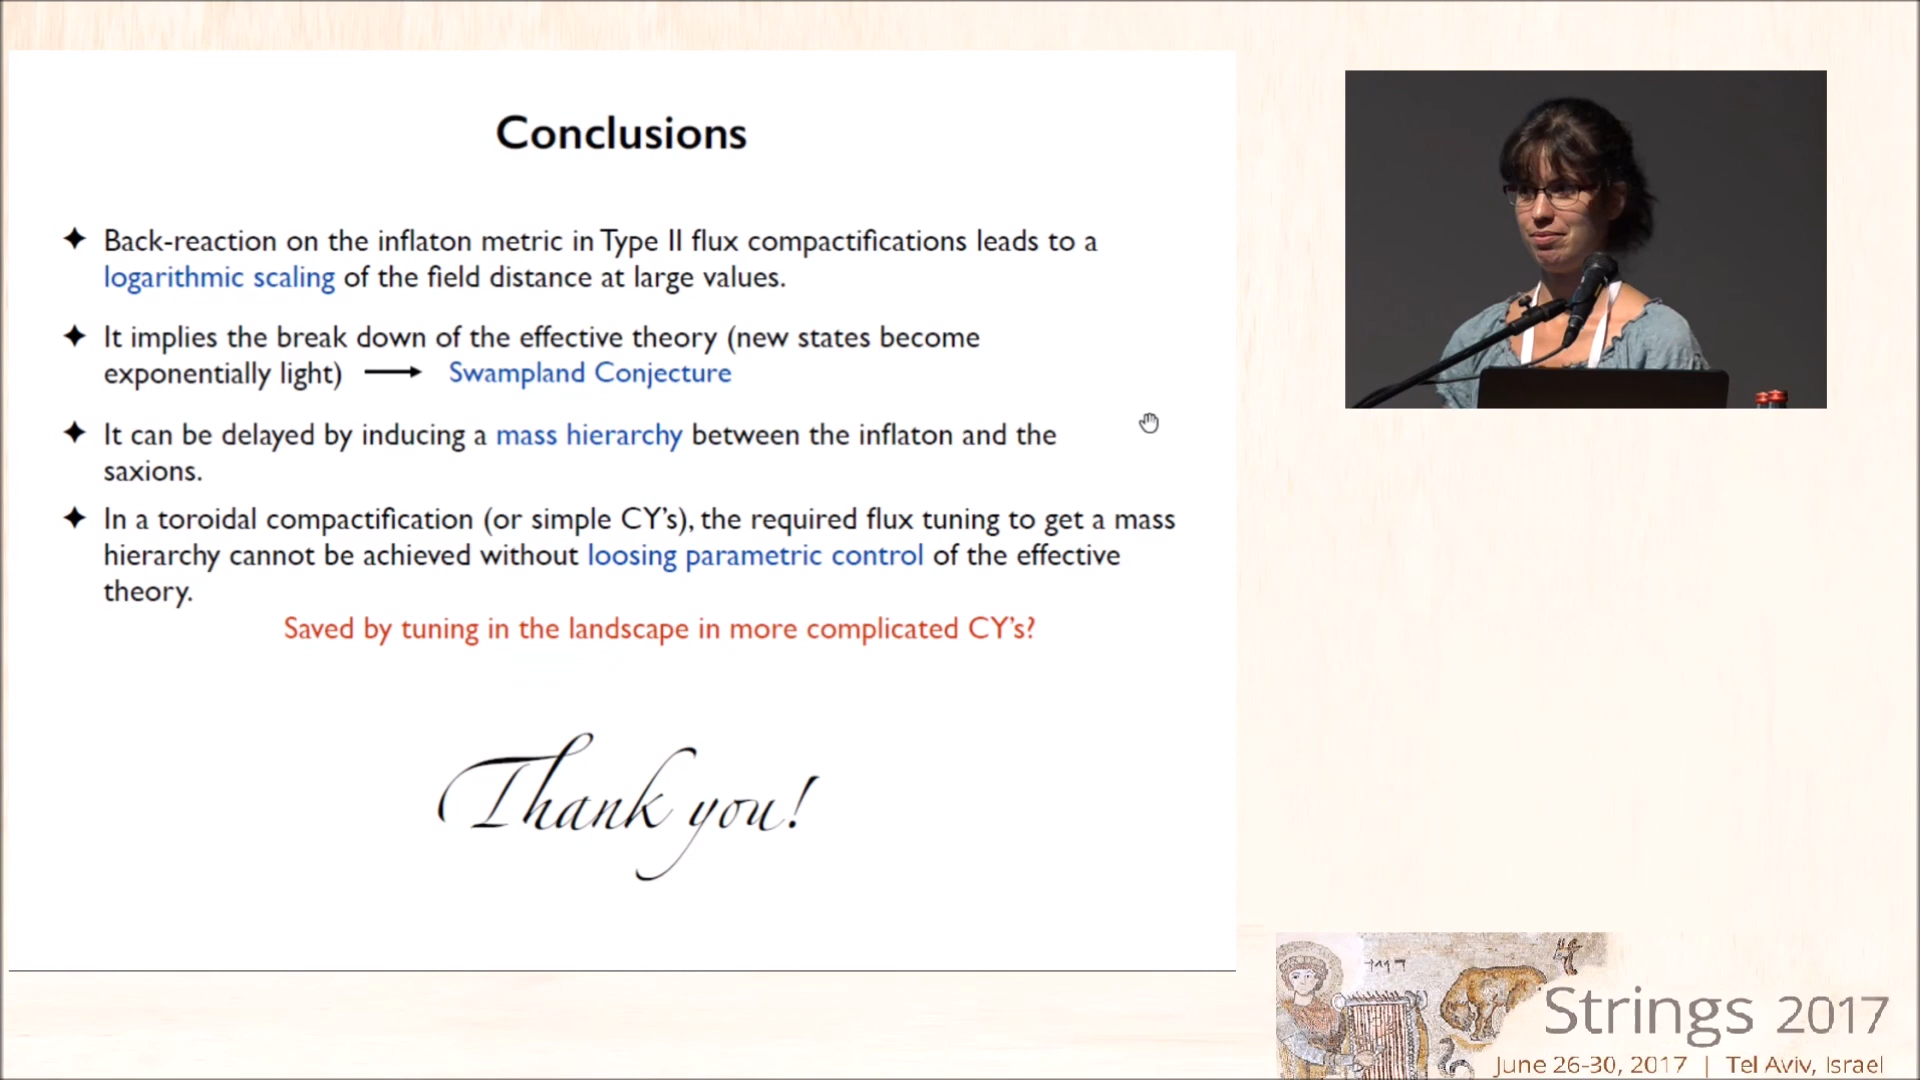 Conclusions
✦ Back-reaction on the inflaton metric in Type II flux compactifications leads to a
logarithmic scaling of the field distance at large values.
✦ It implies the break down of the effective theory (new states become
exponentially light) ⟶ Swampland Conjecture
✦ It can be delayed by inducing a mass hierarchy between the inflaton and the
saxions.
✦ In a toroidal compactification (or simple CY's), the required flux tuning to get a mass
hierarchy cannot be achieved without loosing parametric control of the effective
theory.
Saved by tuning in the landscape in more complicated CY's?
Thank you!
Strings 2017
June 26-30, 2017 | Tel Aviv, Israel